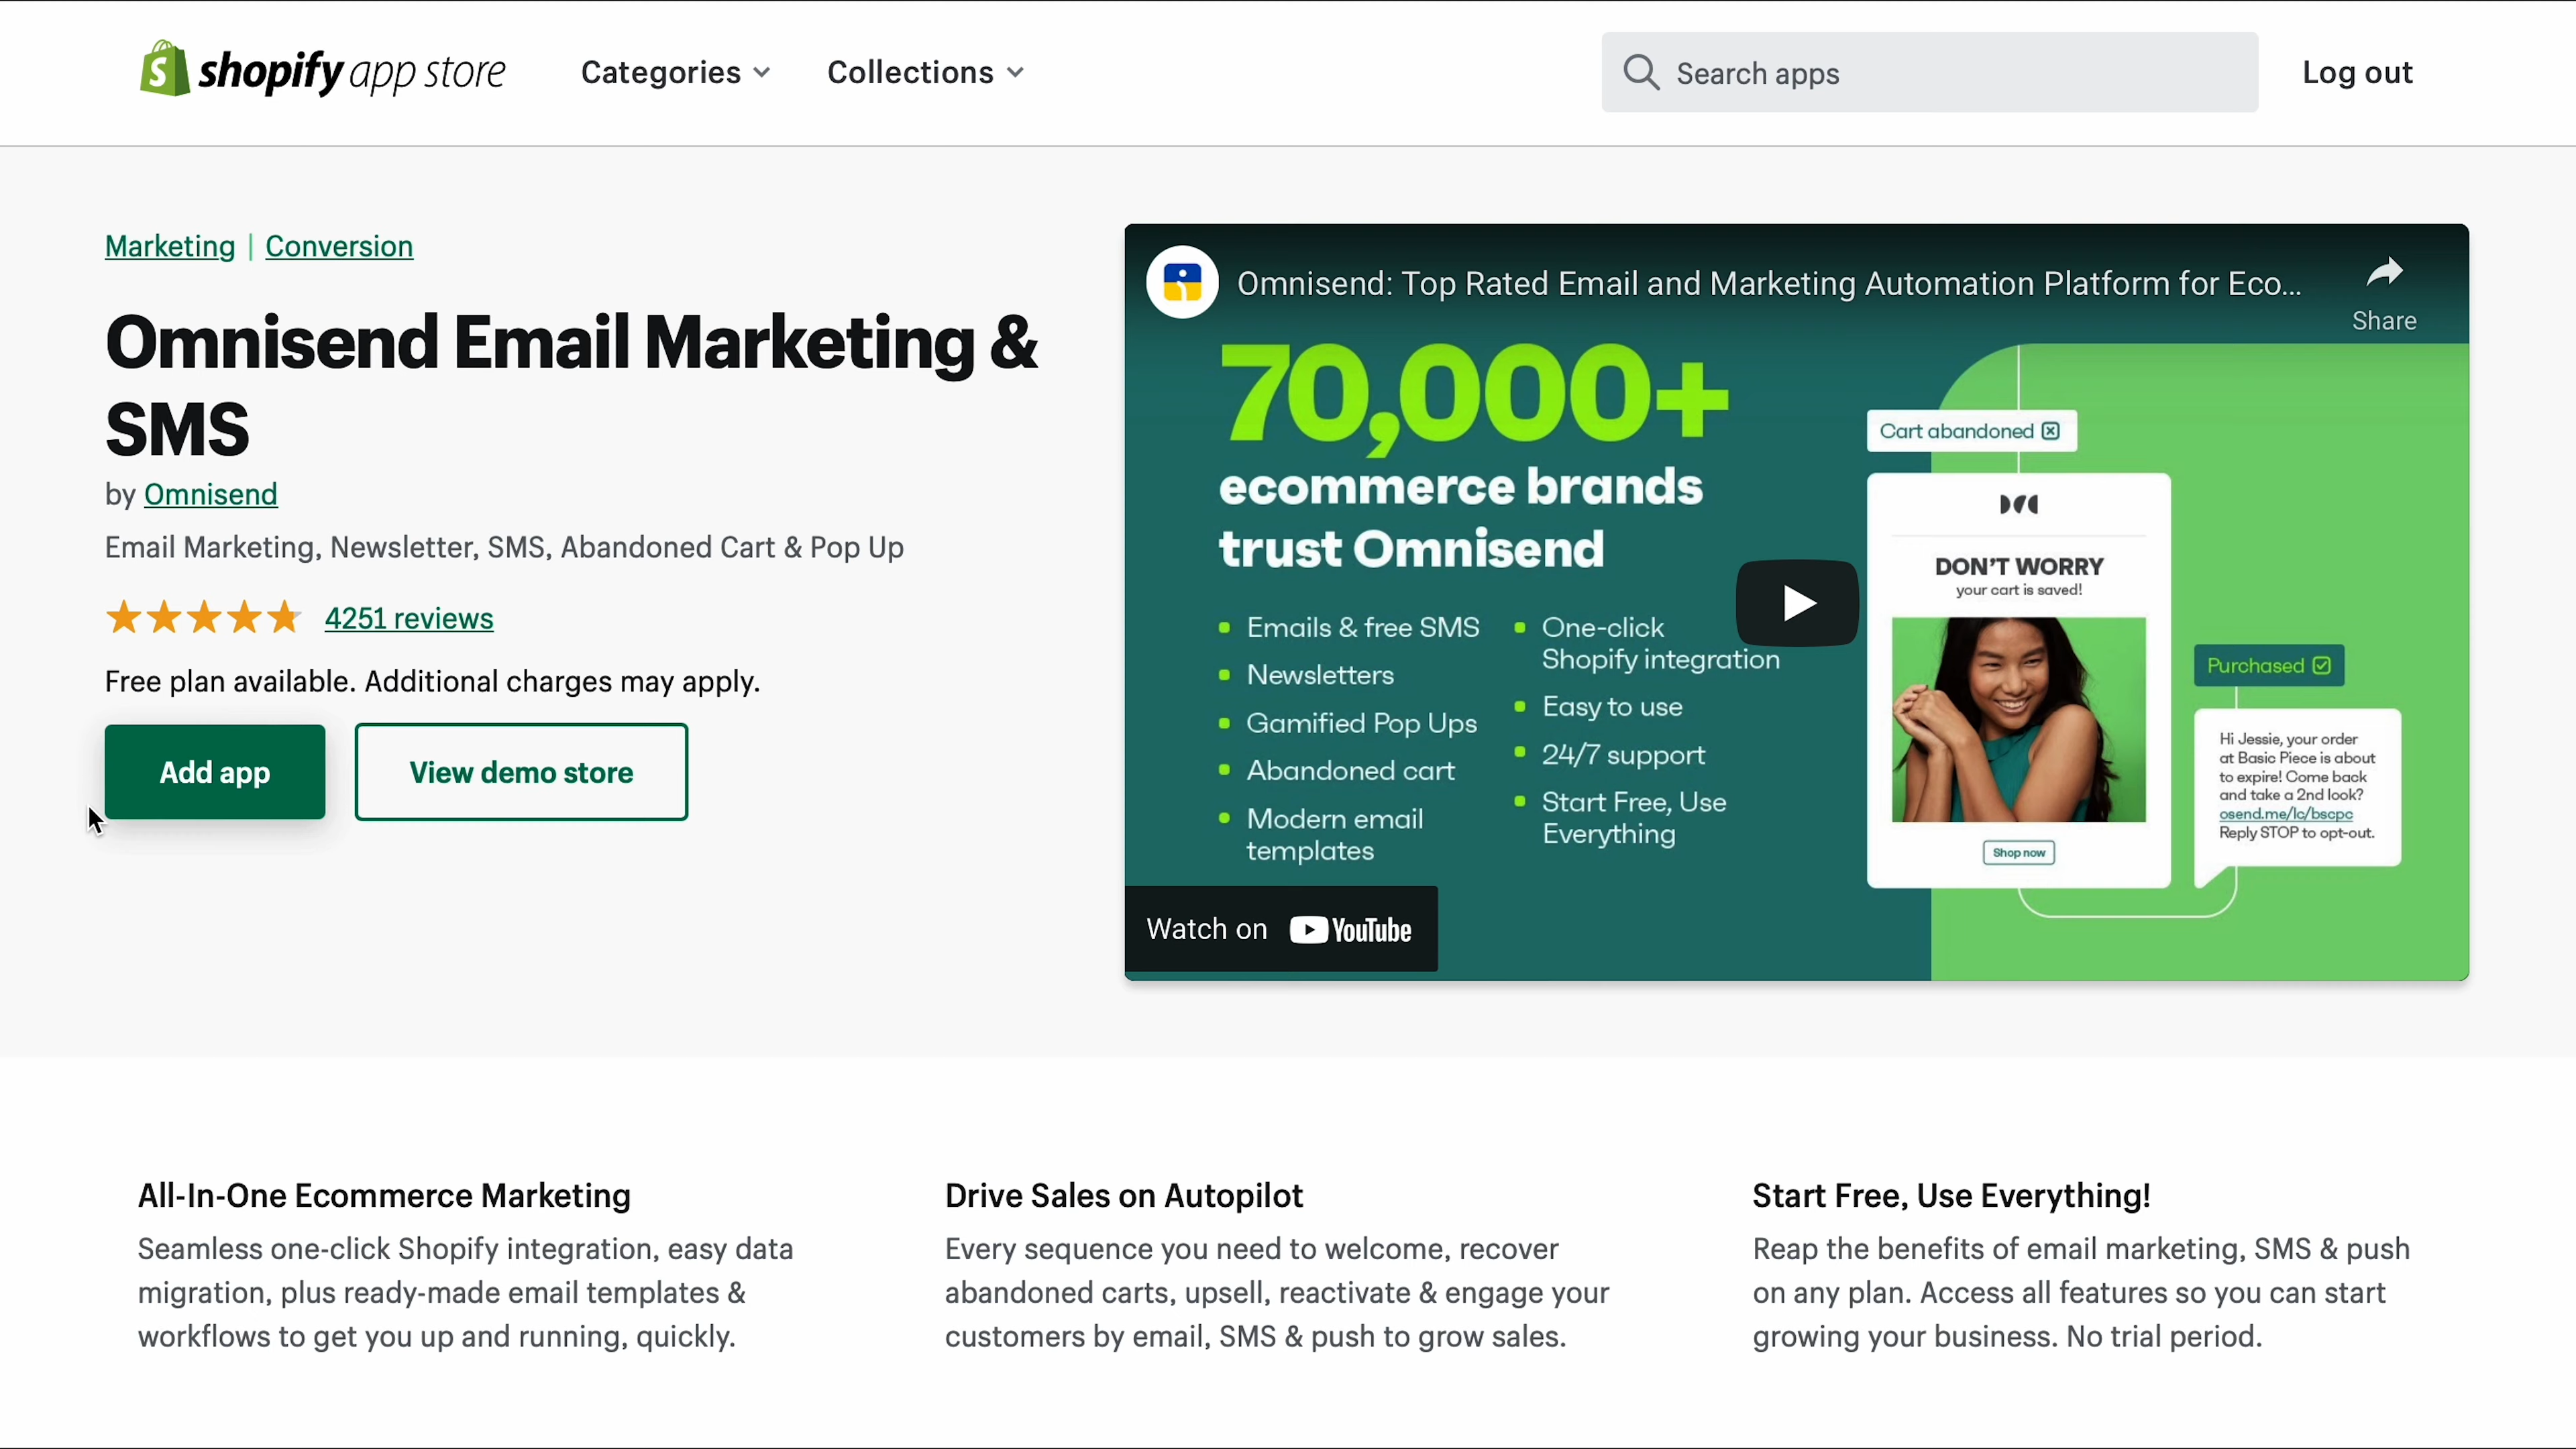 shopify app store
Categories
Collections
Search apps
Log out
Marketing | Conversion
Omnisend Email Marketing &
SMS
by Omnisend
Email Marketing, Newsletter, SMS, Abandoned Cart & Pop Up
4251 reviews
Free plan available. Additional charges may apply.
Add app
View demo store
Omnisend: Top Rated Email and Marketing Automation Platform for Eco...
Share
70,000+
ecommerce brands
trust Omnisend
Emails & free SMS
Newsletters
Gamified Pop Ups
Abandoned cart
Modern email
templates
One-click
Shopify integration
Easy to use
24/7 support
Start Free, Use
Everything
Cart abandoned
DON'T WORRY
your cart is saved!
Shop now
Purchased
Hi Jessie, your order
at Basic Piece is about
to expire! Come back
and take a 2nd look?
osend.me/lc/bscpc
Reply STOP to opt-out.
Watch on YouTube
All-In-One Ecommerce Marketing
Seamless one-click Shopify integration, easy data
migration, plus ready-made email templates &
workflows to get you up and running, quickly.
Drive Sales on Autopilot
Every sequence you need to welcome, recover
abandoned carts, upsell, reactivate & engage your
customers by email, SMS & push to grow sales.
Start Free, Use Everything!
Reap the benefits of email marketing, SMS & push
on any plan. Access all features so you can start
growing your business. No trial period.